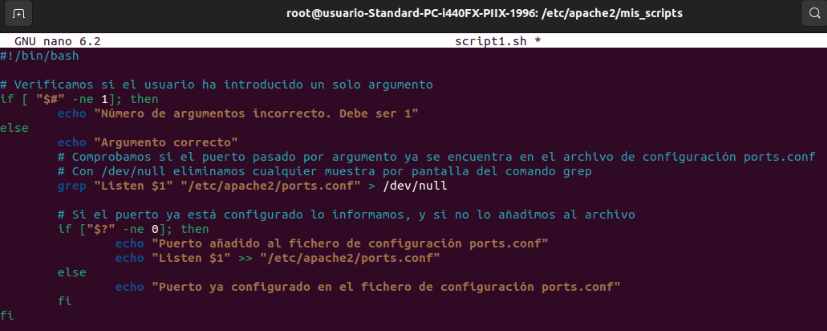 root@usuario-Standard-PC-i440FX-PIIX-1996: /etc/apache2/mis_scripts
GNU nano 6.2 script1.sh *
#!/bin/bash
# Verificamos si el usuario ha introducido un solo argumento
if [ "$#" -ne 1]; then
echo "Número de argumentos incorrecto. Debe ser 1"
else
echo "Argumento correcto"
# Comprobamos si el puerto pasado por argumento ya se encuentra en el archivo de configuración ports.conf
# Con /dev/null eliminamos cualquier muestra por pantalla del comando grep
grep "Listen $1" "/etc/apache2/ports.conf" > /dev/null
# Si el puerto ya está configurado lo informamos, y si no lo añadimos al archivo
if ["$?" -ne 0]; then
echo "Puerto añadido al fichero de configuración ports.conf"
echo "Listen $1" >> "/etc/apache2/ports.conf"
else
echo "Puerto ya configurado en el fichero de configuración ports.conf"
fi
fi